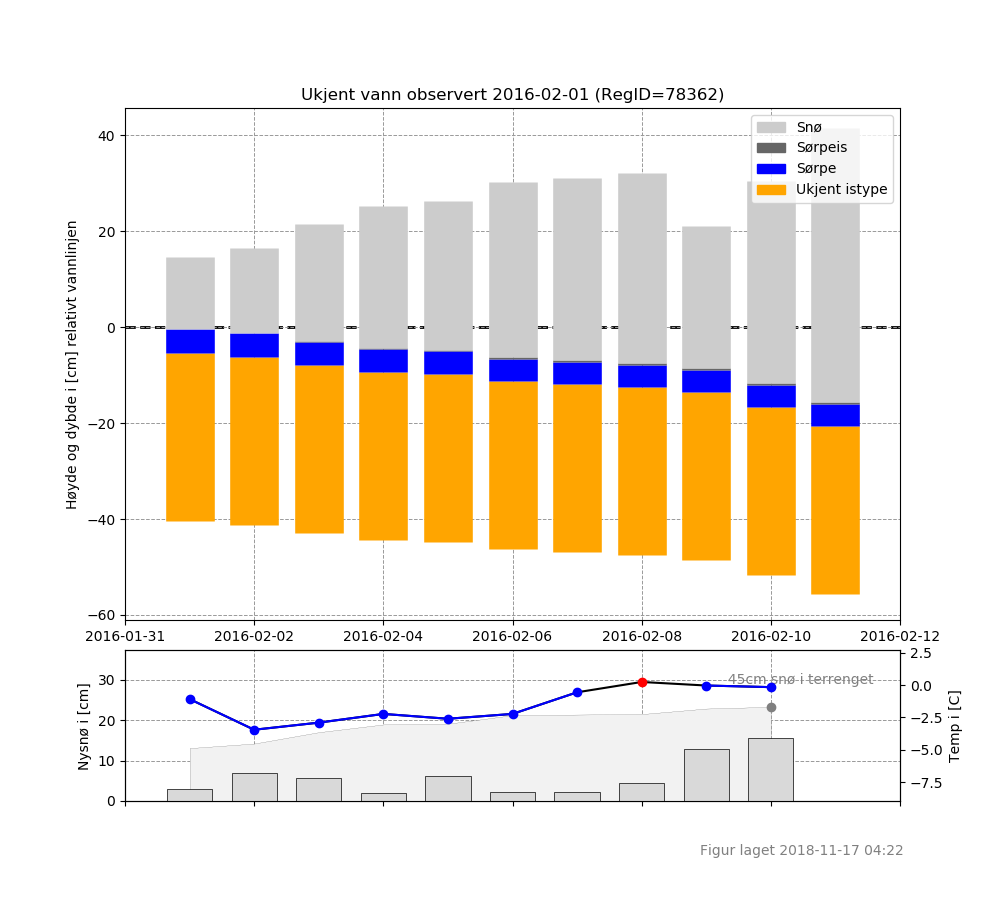 Ukjent vann observert 2016-02-01 (RegID=78362)
Høyde og dybde i [cm] relativt vannlinjen
40
20
0
−20
−40
−60
Snø
Sørpeis
Sørpe
Ukjent istype
2016-01-31 2016-02-02 2016-02-04 2016-02-06 2016-02-08 2016-02-10 2016-02-12
Nysnø i [cm]
30
20
10
0
45cm snø i terrenget
2.5
0.0
−2.5
−5.0
−7.5
Temp i [C]
Figur laget 2018-11-17 04:22